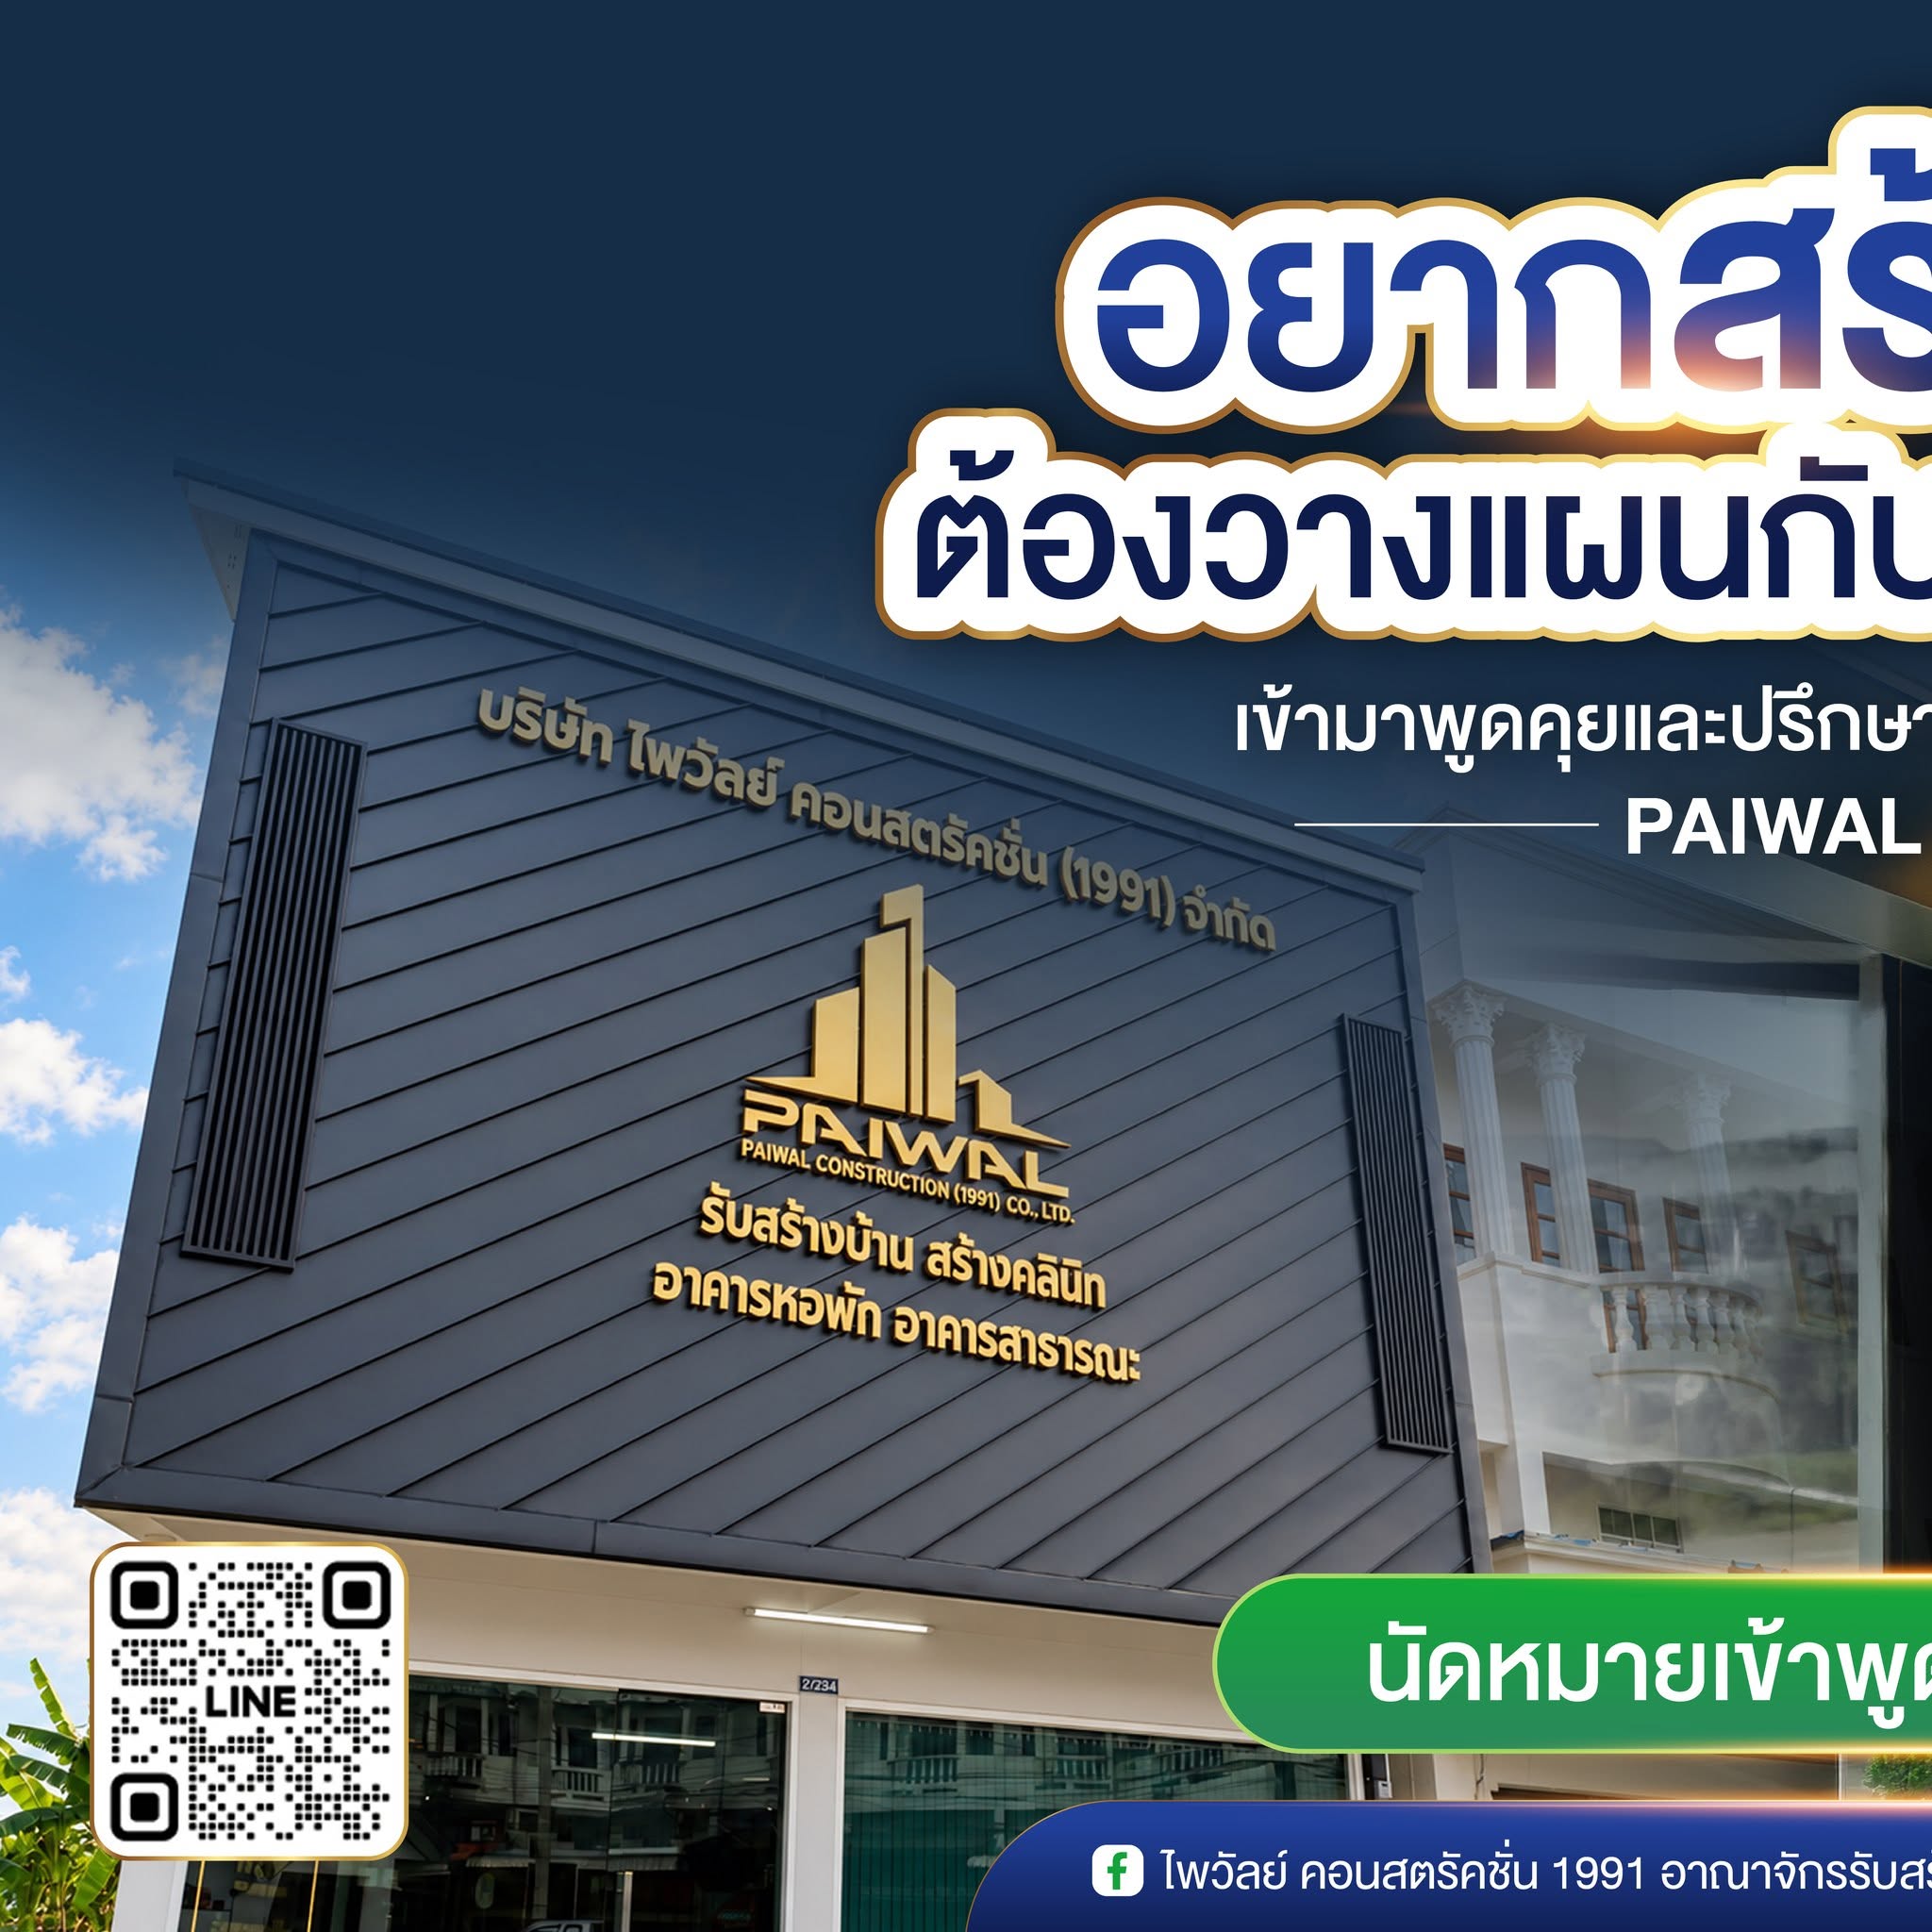 อยากสร้
ต้องวางแผนกับ
เข้ามาพูดคุยและปรึกษา
PAIWAL
บริษัท ไพวัลย์ คอนสตรัคชั่น (1991) จำกัด
PAIWAL
PAIWAL CONSTRUCTION (1991) CO., LTD.
รับสร้างบ้าน สร้างคลินิท
อาคารหอพัก อาคารสาธารณะ
LINE
2/234
นัดหมายเข้าพูด
ไพวัลย์ คอนสตรัคชั่น 1991 อาณาจักรรับสร้